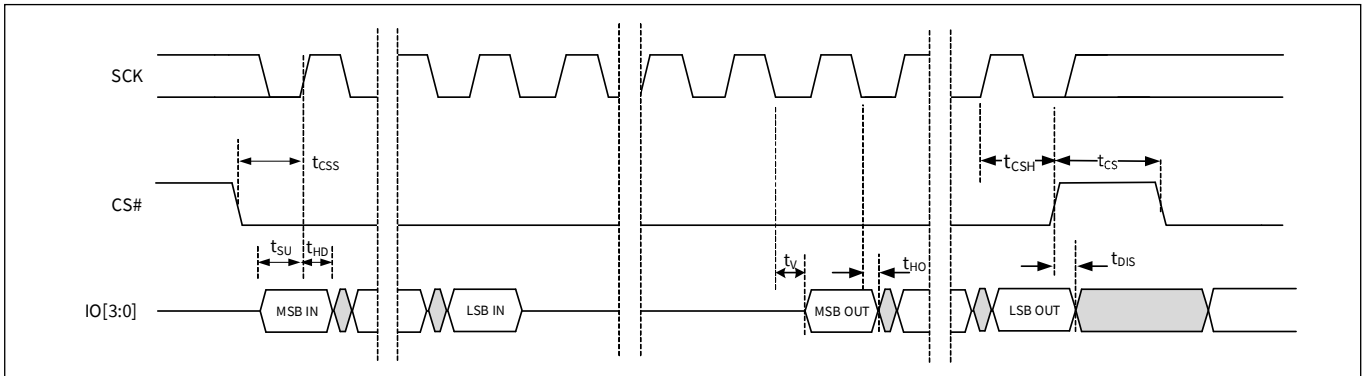 SCK
tCSS
tCSH
tCS
CS#
tSU
tHD
tV
tHO
tDIS
IO[3:0]
MSB IN
LSB IN
MSB OUT
LSB OUT